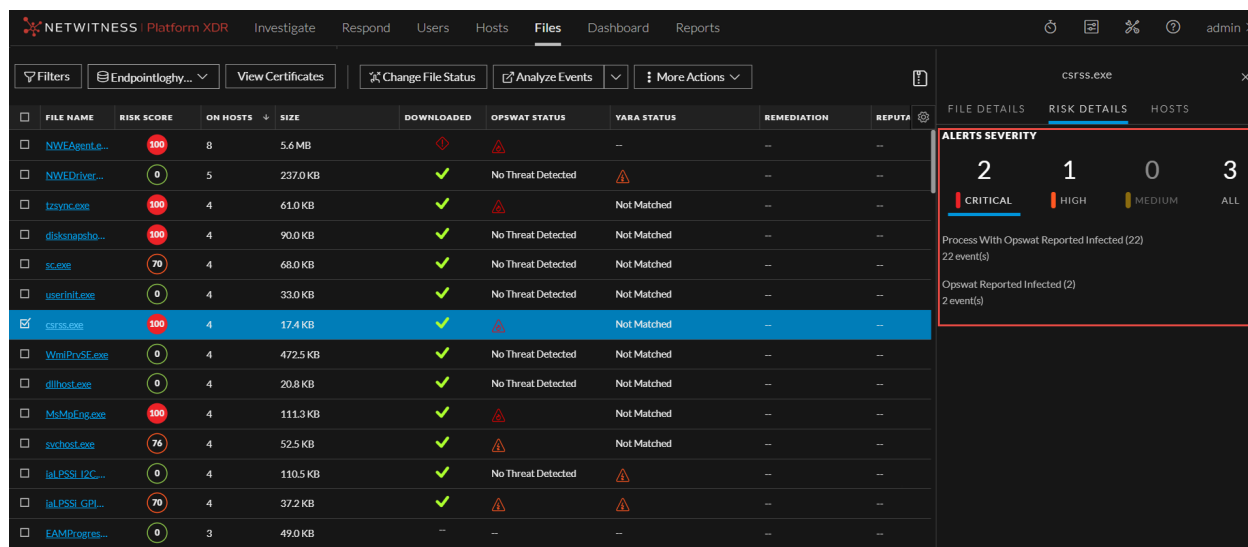 NETWITNESS Platform XDR Investigate Respond Users Hosts Files Dashboard Reports admin
Filters Endpointloghy... View Certificates Change File Status Analyze Events More Actions
csrss.exe
FILE DETAILS RISK DETAILS HOSTS
FILE NAME RISK SCORE ON HOSTS SIZE DOWNLOADED OPSWAT STATUS YARA STATUS REMEDIATION REPUTA
NWEAgent.e... 100 8 5.6 MB -- -- --
NWEDriver... 0 5 237.0 KB No Threat Detected -- --
tzsync.exe 100 4 61.0 KB Not Matched -- --
disksnapsho... 100 4 90.0 KB No Threat Detected Not Matched -- --
sc.exe 70 4 68.0 KB No Threat Detected Not Matched -- --
userinit.exe 0 4 33.0 KB No Threat Detected Not Matched -- --
csrss.exe 100 4 17.4 KB Not Matched -- --
WmiPrvSE.exe 0 4 472.5 KB No Threat Detected Not Matched -- --
dllhost.exe 0 4 20.8 KB No Threat Detected Not Matched -- --
MsMpEng.exe 100 4 111.3 KB Not Matched -- --
svchost.exe 76 4 52.5 KB Not Matched -- --
iaLPSSi_I2C.... 0 4 110.5 KB No Threat Detected -- --
iaLPSSi_GPI... 70 4 37.2 KB -- --
EAMProgres... 0 3 49.0 KB -- -- -- -- --
ALERTS SEVERITY
2 1 0 3
CRITICAL HIGH MEDIUM ALL
Process With Opswat Reported Infected (22)
22 event(s)
Opswat Reported Infected (2)
2 event(s)